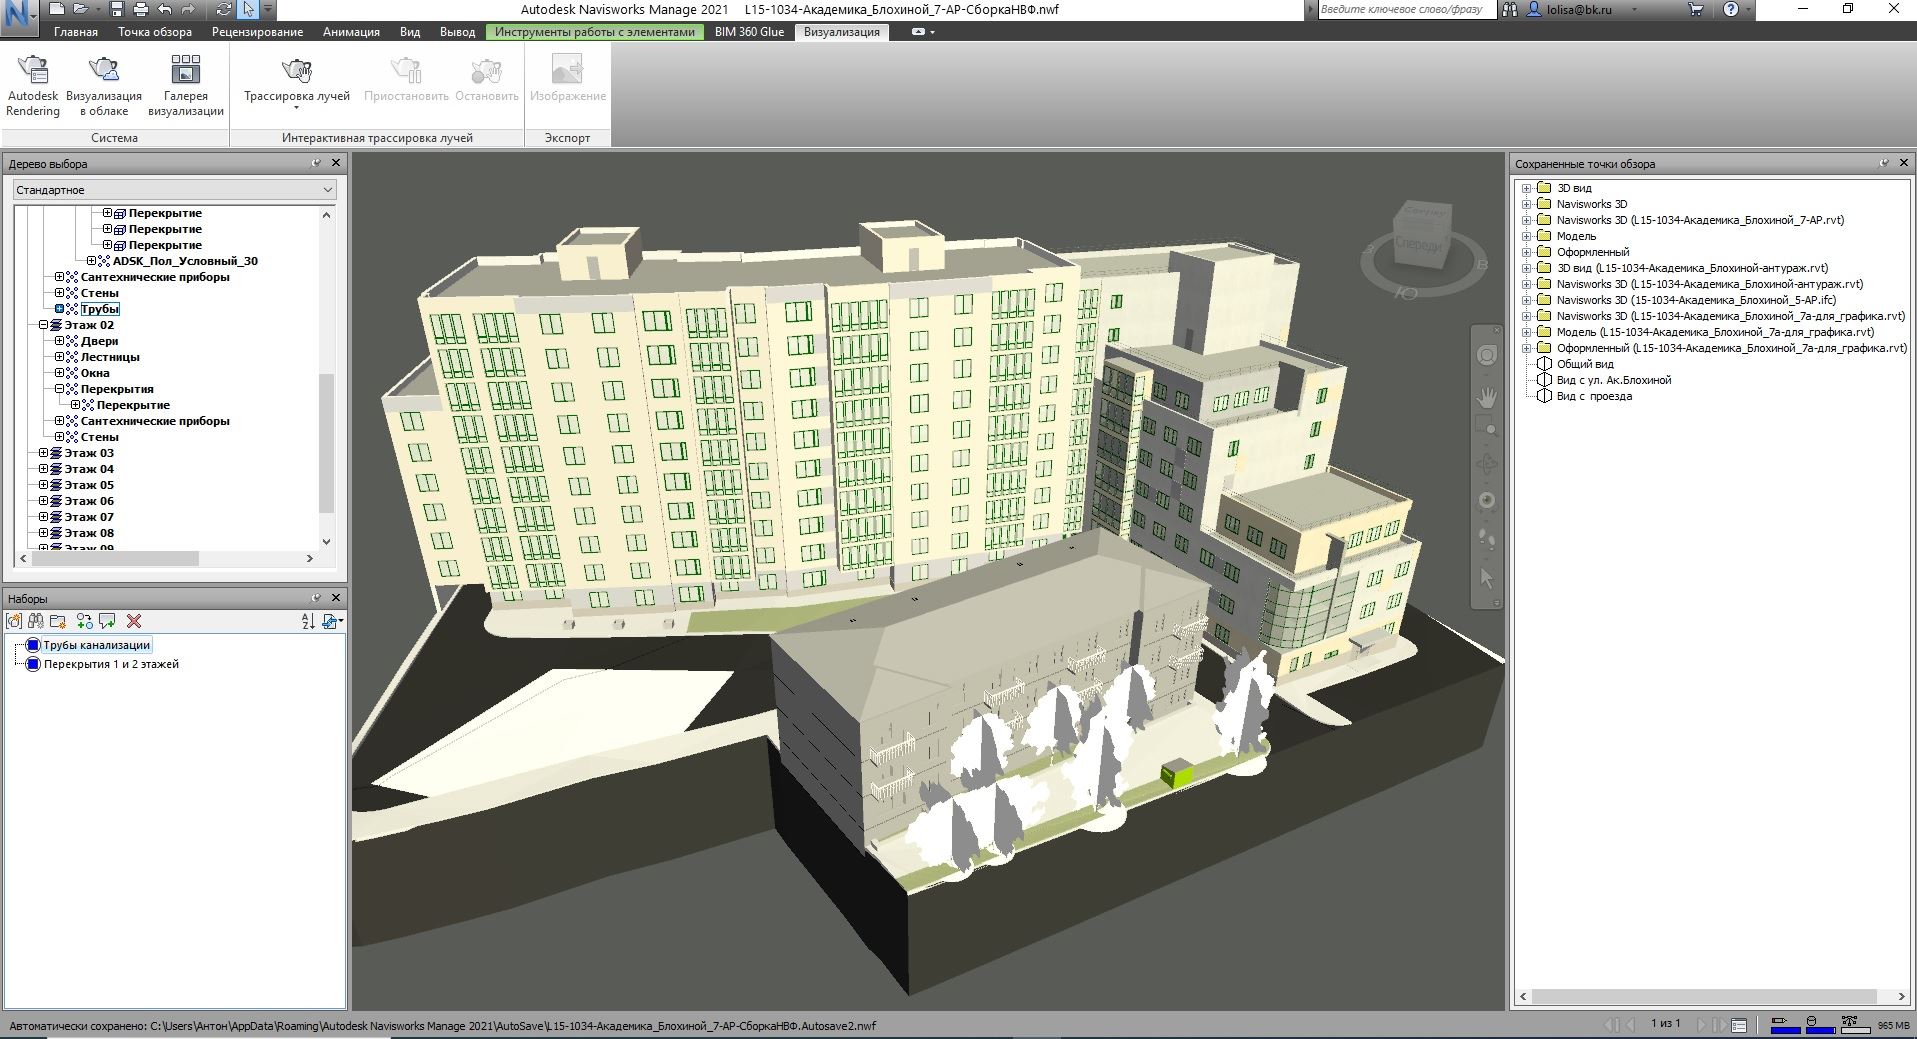 Autodesk Navisworks Manage 2021 L15-1034-Академика_Блохиной_7-АР-СборкаНВФ.nwf
Введите ключевое слово/фразу
lolisa@bk.ru
Главная Точка обзора Рецензирование Анимация Вид Вывод Инструменты работы с элементами BIM 360 Glue Визуализация
Autodesk Rendering
Визуализация в облаке
Галерея визуализации
Трассировка лучей
Приостановить
Остановить
Изображение
Система
Интерактивная трассировка лучей
Экспорт
Дерево выбора
Стандартное
Перекрытие
Перекрытие
Перекрытие
ADSK_Пол_Условный_30
Сантехнические приборы
Стены
Трубы
Этаж 02
Двери
Лестницы
Окна
Перекрытия
Перекрытие
Сантехнические приборы
Стены
Этаж 03
Этаж 04
Этаж 05
Этаж 06
Этаж 07
Этаж 08
Этаж 09
Наборы
Трубы канализации
Перекрытия 1 и 2 этажей
Сверху
Спереди
З
В
Ю
Сохраненные точки обзора
3D вид
Navisworks 3D
Navisworks 3D (L15-1034-Академика_Блохиной_7-АР.rvt)
Модель
Оформленный
3D вид (L15-1034-Академика_Блохиной-антураж.rvt)
Navisworks 3D (L15-1034-Академика_Блохиной-антураж.rvt)
Navisworks 3D (15-1034-Академика_Блохиной_5-АР.ifc)
Navisworks 3D (L15-1034-Академика_Блохиной_7а-для_графика.rvt)
Модель (L15-1034-Академика_Блохиной_7а-для_графика.rvt)
Оформленный (L15-1034-Академика_Блохиной_7а-для_графика.rvt)
Общий вид
Вид с ул. Ак.Блохиной
Вид с проезда
Автоматически сохранено: C:\Users\Антон\AppData\Roaming\Autodesk Navisworks Manage 2021\AutoSave\L15-1034-Академика_Блохиной_7-АР-СборкаНВФ.Autosave2.nwf
1 из 1
965 MB